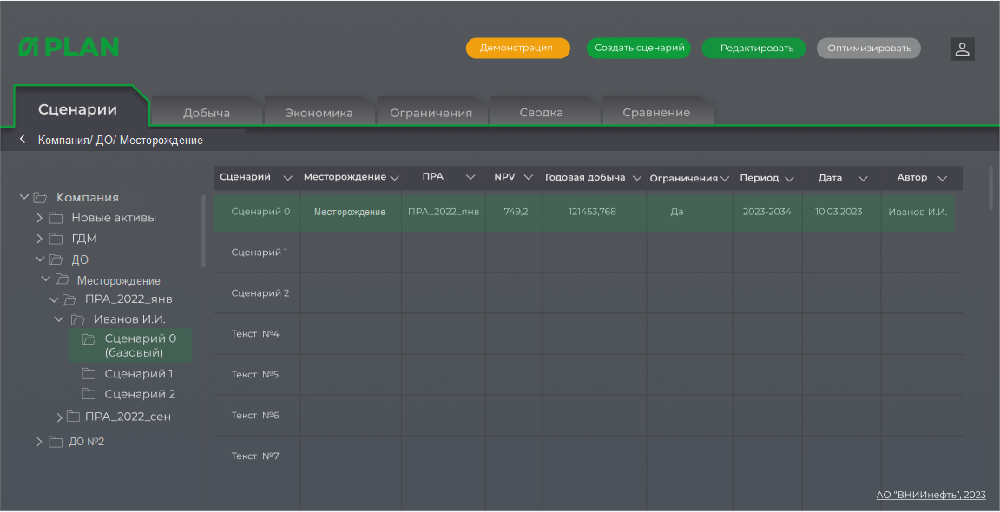 PLAN
Демонстрация
Создать сценарий
Редактировать
Оптимизировать
Сценарии
Добыча
Экономика
Ограничения
Сводка
Сравнение
Компания/ ДО/ Месторождение
Компания
Новые активы
ГДМ
ДО
Месторождение
ПРА_2022_янв
Иванов И.И.
Сценарий 0
(базовый)
Сценарий 1
Сценарий 2
ПРА_2022_сен
ДО №2
Сценарий Месторождение ПРА NPV Годовая добыча Ограничения Период Дата Автор
Сценарий 0 Месторождение ПРА_2022_янв 749,2 121453,768 Да 2023-2034 10.03.2023 Иванов И.И.
Сценарий 1
Сценарий 2
Текст №4
Текст №5
Текст №6
Текст №7
АО “ВНИИнефть”, 2023